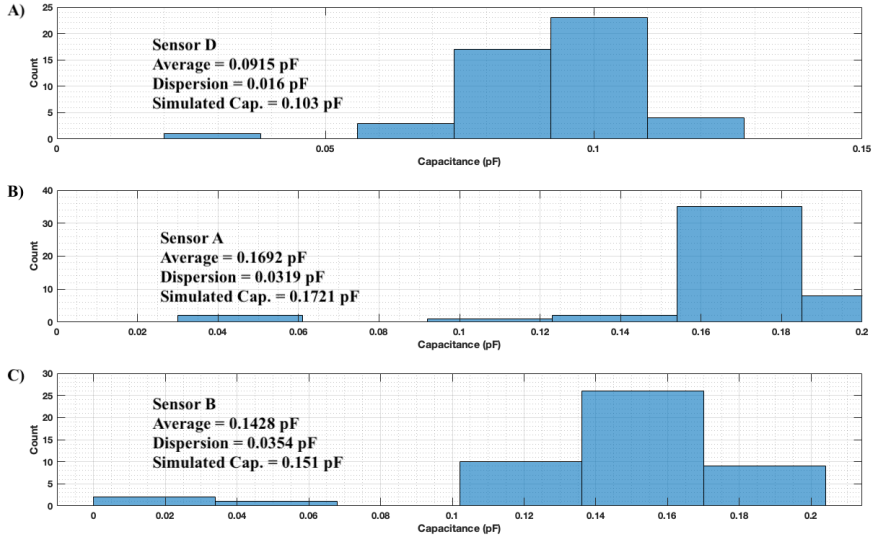 A)
25
20
15
10
5
0
Count
Sensor D
Average = 0.0915 pF
Dispersion = 0.016 pF
Simulated Cap. = 0.103 pF
0 0.05 0.1 0.15
Capacitance (pF)
B)
40
30
20
10
0
Count
Sensor A
Average = 0.1692 pF
Dispersion = 0.0319 pF
Simulated Cap. = 0.1721 pF
0 0.02 0.04 0.06 0.08 0.1 0.12 0.14 0.16 0.18 0.2
Capacitance (pF)
C)
30
25
20
15
10
5
0
Count
Sensor B
Average = 0.1428 pF
Dispersion = 0.0354 pF
Simulated Cap. = 0.151 pF
0 0.02 0.04 0.06 0.08 0.1 0.12 0.14 0.16 0.18 0.2
Capacitance (pF)